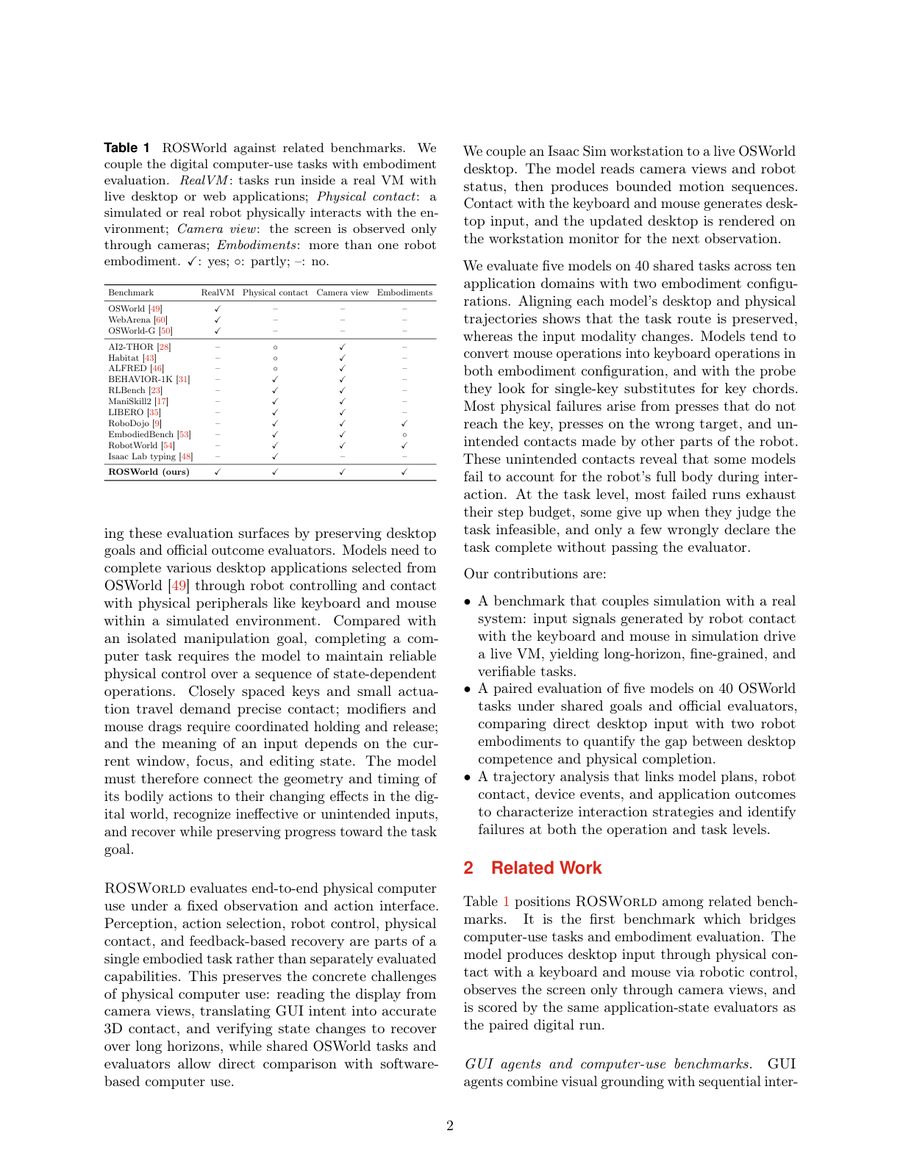 Table 1 ROSWorld against related benchmarks. We
couple the digital computer-use tasks with embodiment
evaluation. RealVM: tasks run inside a real VM with
live desktop or web applications; Physical contact: a
simulated or real robot physically interacts with the en-
vironment; Camera view: the screen is observed only
through cameras; Embodiments: more than one robot
embodiment. ✓: yes; ◦: partly; –: no.
Benchmark RealVM Physical contact Camera view Embodiments
OSWorld [49] ✓ – – –
WebArena [60] ✓ – – –
OSWorld-G [50] ✓ – – –
AI2-THOR [28] – ◦ ✓ –
Habitat [43] – ◦ ✓ –
ALFRED [46] – ◦ ✓ –
BEHAVIOR-1K [31] – ✓ ✓ –
RLBench [23] – ✓ ✓ –
ManiSkill2 [17] – ✓ ✓ –
LIBERO [35] – ✓ ✓ –
RoboDojo [9] – ✓ ✓ ✓
EmbodiedBench [53] – ✓ ✓ ◦
RobotWorld [54] – ✓ ✓ ✓
Isaac Lab typing [48] – ✓ – –
ROSWorld (ours) ✓ ✓ ✓ ✓
ing these evaluation surfaces by preserving desktop
goals and official outcome evaluators. Models need to
complete various desktop applications selected from
OSWorld [49] through robot controlling and contact
with physical peripherals like keyboard and mouse
within a simulated environment. Compared with
an isolated manipulation goal, completing a com-
puter task requires the model to maintain reliable
physical control over a sequence of state-dependent
operations. Closely spaced keys and small actua-
tion travel demand precise contact; modifiers and
mouse drags require coordinated holding and release;
and the meaning of an input depends on the cur-
rent window, focus, and editing state. The model
must therefore connect the geometry and timing of
its bodily actions to their changing effects in the dig-
ital world, recognize ineffective or unintended inputs,
and recover while preserving progress toward the task
goal.
ROSWorld evaluates end-to-end physical computer
use under a fixed observation and action interface.
Perception, action selection, robot control, physical
contact, and feedback-based recovery are parts of a
single embodied task rather than separately evaluated
capabilities. This preserves the concrete challenges
of physical computer use: reading the display from
camera views, translating GUI intent into accurate
3D contact, and verifying state changes to recover
over long horizons, while shared OSWorld tasks and
evaluators allow direct comparison with software-
based computer use.
We couple an Isaac Sim workstation to a live OSWorld
desktop. The model reads camera views and robot
status, then produces bounded motion sequences.
Contact with the keyboard and mouse generates desk-
top input, and the updated desktop is rendered on
the workstation monitor for the next observation.
We evaluate five models on 40 shared tasks across ten
application domains with two embodiment configu-
rations. Aligning each model's desktop and physical
trajectories shows that the task route is preserved,
whereas the input modality changes. Models tend to
convert mouse operations into keyboard operations in
both embodiment configuration, and with the probe
they look for single-key substitutes for key chords.
Most physical failures arise from presses that do not
reach the key, presses on the wrong target, and un-
intended contacts made by other parts of the robot.
These unintended contacts reveal that some models
fail to account for the robot's full body during inter-
action. At the task level, most failed runs exhaust
their step budget, some give up when they judge the
task infeasible, and only a few wrongly declare the
task complete without passing the evaluator.
Our contributions are:
• A benchmark that couples simulation with a real
system: input signals generated by robot contact
with the keyboard and mouse in simulation drive
a live VM, yielding long-horizon, fine-grained, and
verifiable tasks.
• A paired evaluation of five models on 40 OSWorld
tasks under shared goals and official evaluators,
comparing direct desktop input with two robot
embodiments to quantify the gap between desktop
competence and physical completion.
• A trajectory analysis that links model plans, robot
contact, device events, and application outcomes
to characterize interaction strategies and identify
failures at both the operation and task levels.
2 Related Work
Table 1 positions ROSWorld among related bench-
marks. It is the first benchmark which bridges
computer-use tasks and embodiment evaluation. The
model produces desktop input through physical con-
tact with a keyboard and mouse via robotic control,
observes the screen only through camera views, and
is scored by the same application-state evaluators as
the paired digital run.
GUI agents and computer-use benchmarks. GUI
agents combine visual grounding with sequential inter-
2